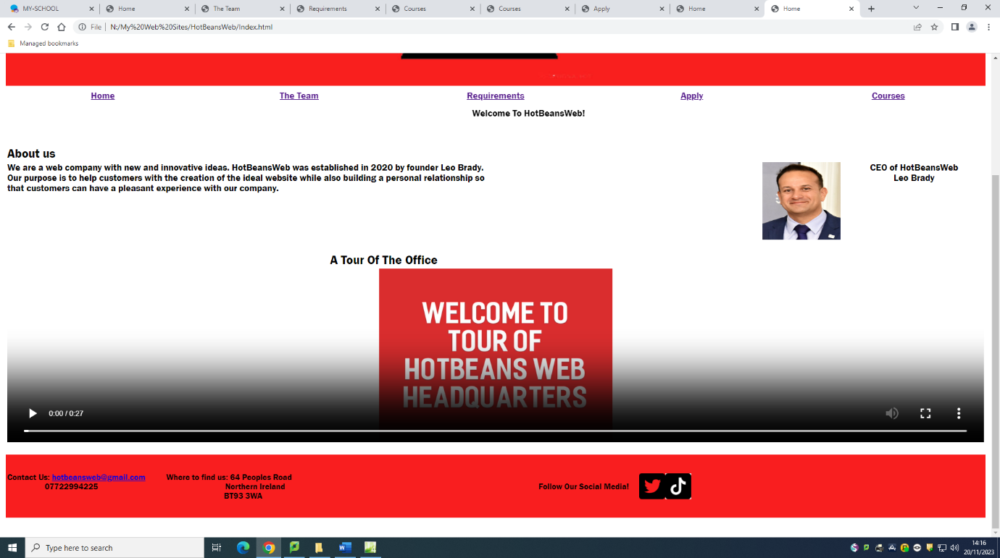 MY-SCHOOL Home The Team Requirements Courses Courses Apply Home Home
File N:/My%20Web%20Sites/HotBeansWeb/Index.html
Managed bookmarks
Home The Team Requirements Apply Courses
Welcome To HotBeansWeb!
About us
We are a web company with new and innovative ideas. HotBeansWeb was established in 2020 by founder Leo Brady.
Our purpose is to help customers with the creation of the ideal website while also building a personal relationship so
that customers can have a pleasant experience with our company.
CEO of HotBeansWeb
Leo Brady
A Tour Of The Office
WELCOME TO
TOUR OF
HOTBEANS WEB
HEADQUARTERS
0:00 / 0:27
Contact Us: hotbeansweb@gmail.com
07722994225
Where to find us: 64 Peoples Road
Northern Ireland
BT93 3WA
Follow Our Social Media!
Type here to search
14:16
20/11/2023